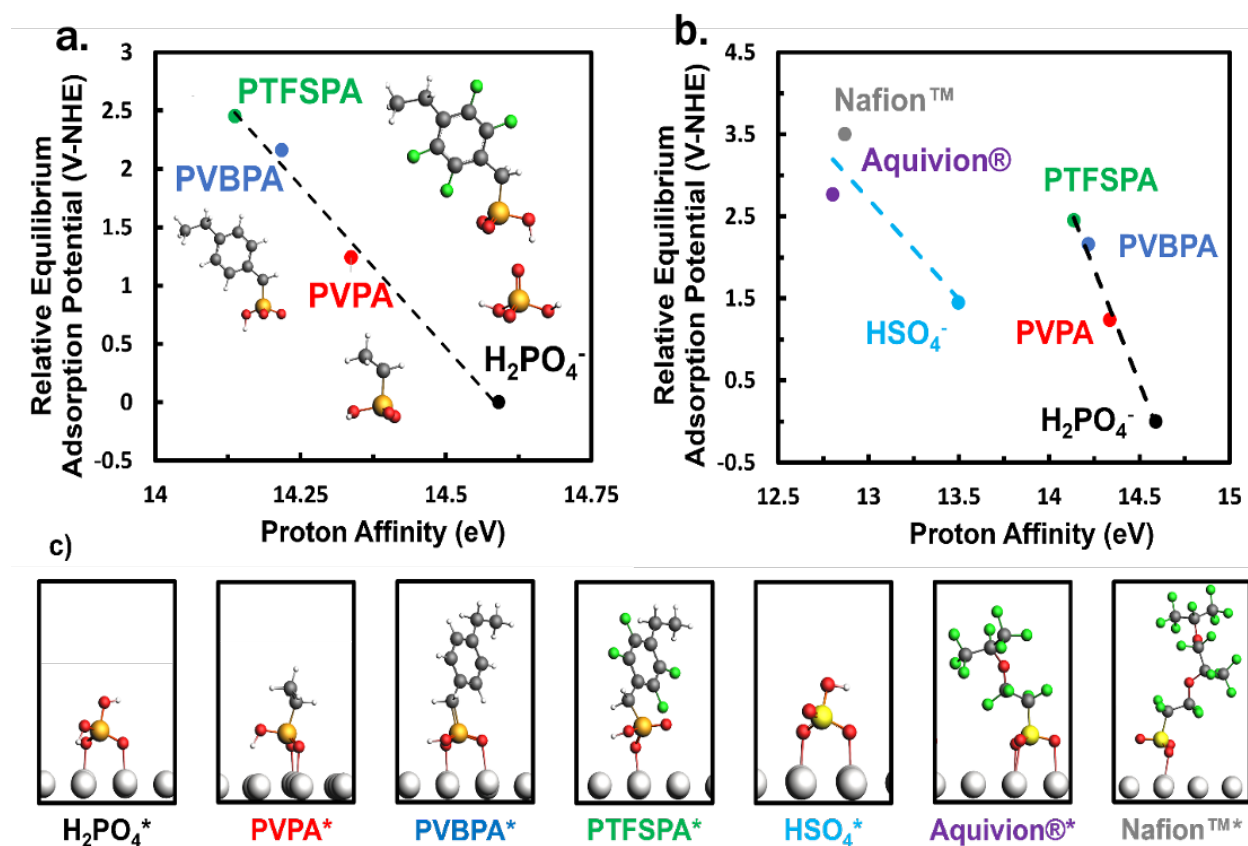 a.
Relative Equilibrium
Adsorption Potential (V-NHE)
3
2.5
2
1.5
1
0.5
0
-0.5
PTFSPA
PVBPA
PVPA
H₂PO₄⁻
14
14.25
14.5
14.75
Proton Affinity (eV)
b.
Relative Equilibrium
Adsorption Potential (V-NHE)
4.5
3.5
2.5
1.5
0.5
-0.5
Nafion™
Aquivion®
PTFSPA
PVBPA
HSO₄⁻
PVPA
H₂PO₄⁻
12.5
13
13.5
14
14.5
15
Proton Affinity (eV)
c)
H₂PO₄*
PVPA*
PVBPA*
PTFSPA*
HSO₄*
Aquivion®*
Nafion™*